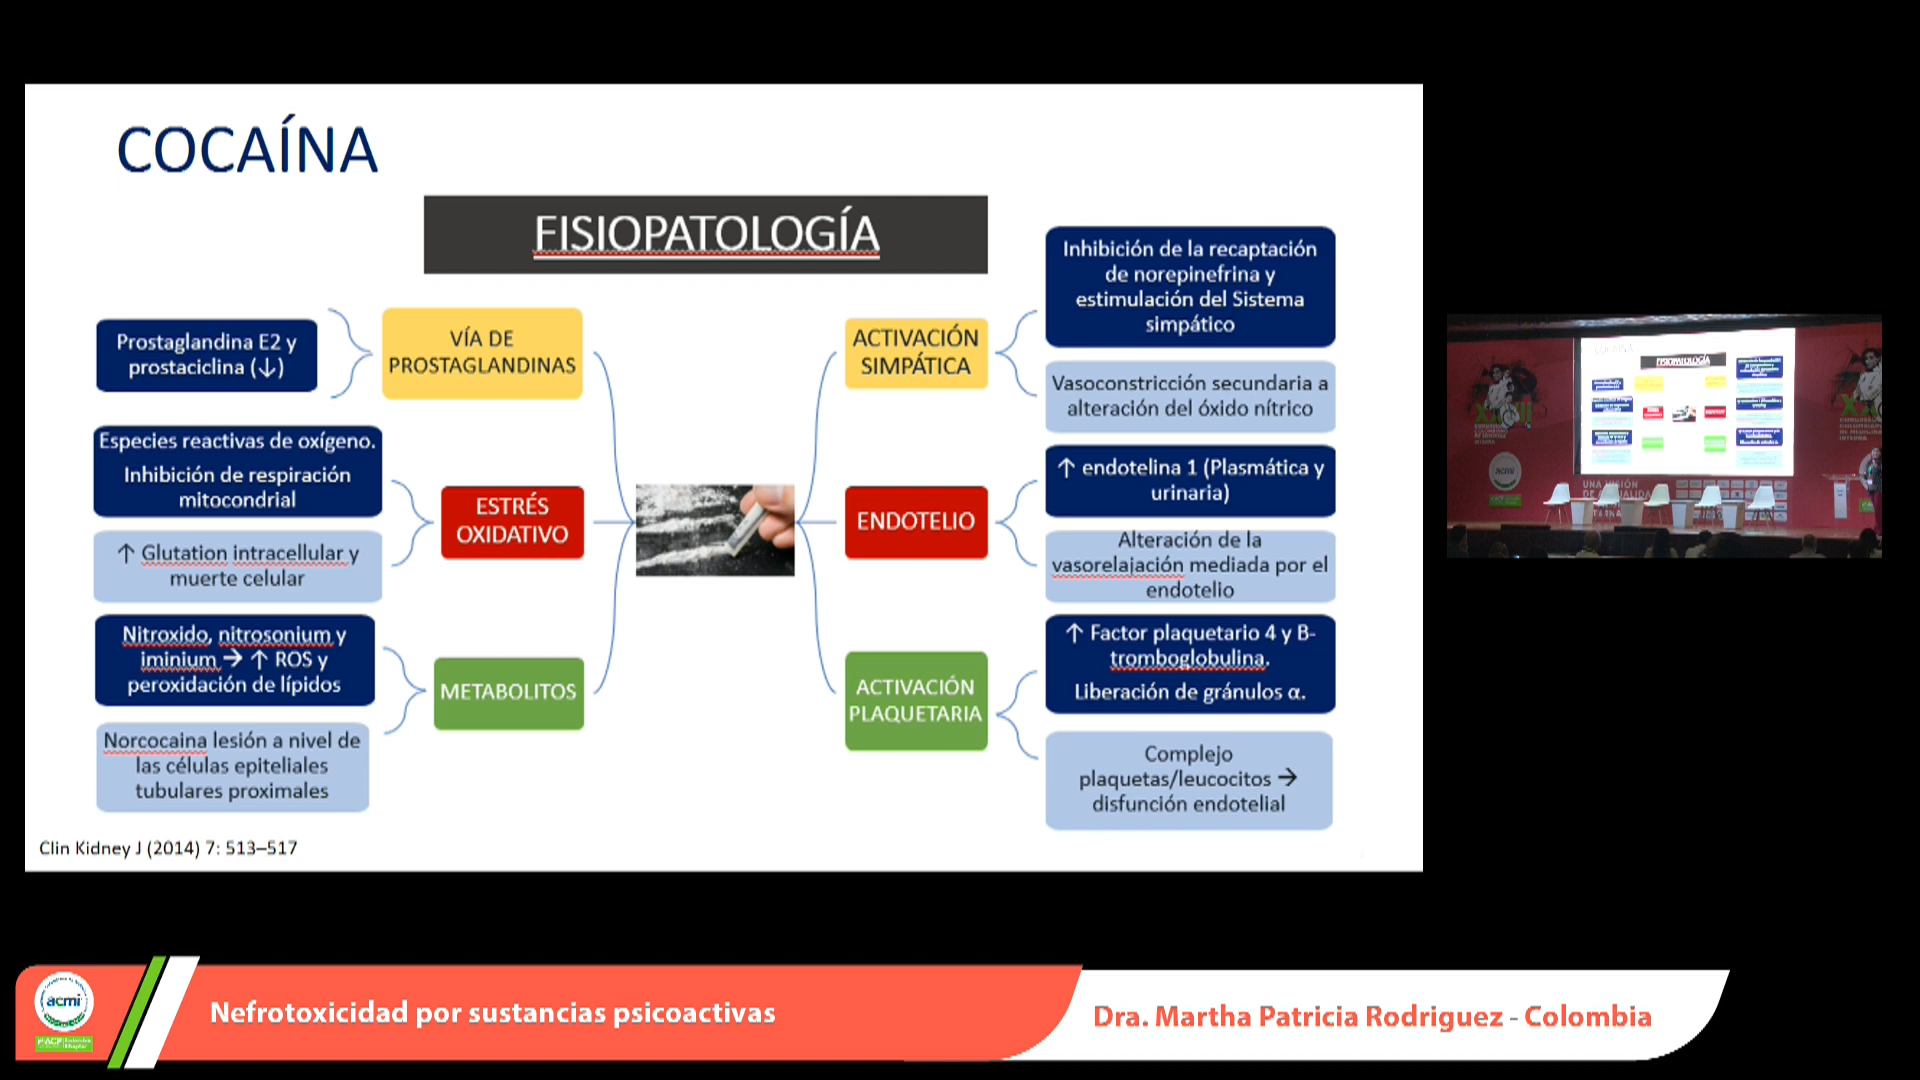 COCAÍNA
FISIOPATOLOGÍA
Prostaglandina E2 y
prostaciclina (↓)
VÍA DE
PROSTAGLANDINAS
Especies reactivas de oxígeno.
Inhibición de respiración
mitocondrial
↑ Glutation intracellular y
muerte celular
ESTRÉS
OXIDATIVO
Nitroxido, nitrosonium y
iminium → ↑ ROS y
peroxidación de lípidos
Norcocaina lesión a nivel de
las células epiteliales
tubulares proximales
METABOLITOS
ACTIVACIÓN
SIMPÁTICA
Inhibición de la recaptación
de norepinefrina y
estimulación del Sistema
simpático
Vasoconstricción secundaria a
alteración del óxido nítrico
ENDOTELIO
↑ endotelina 1 (Plasmática y
urinaria)
Alteración de la
vasorelajación mediada por el
endotelio
ACTIVACIÓN
PLAQUETARIA
↑ Factor plaquetario 4 y B-
tromboglobulina.
Liberación de gránulos α.
Complejo
plaquetas/leucocitos →
disfunción endotelial
Clin Kidney J (2014) 7: 513–517
FISIOPATOLOGÍA
acmi
Nefrotoxicidad por sustancias psicoactivas
Dra. Martha Patricia Rodriguez - Colombia